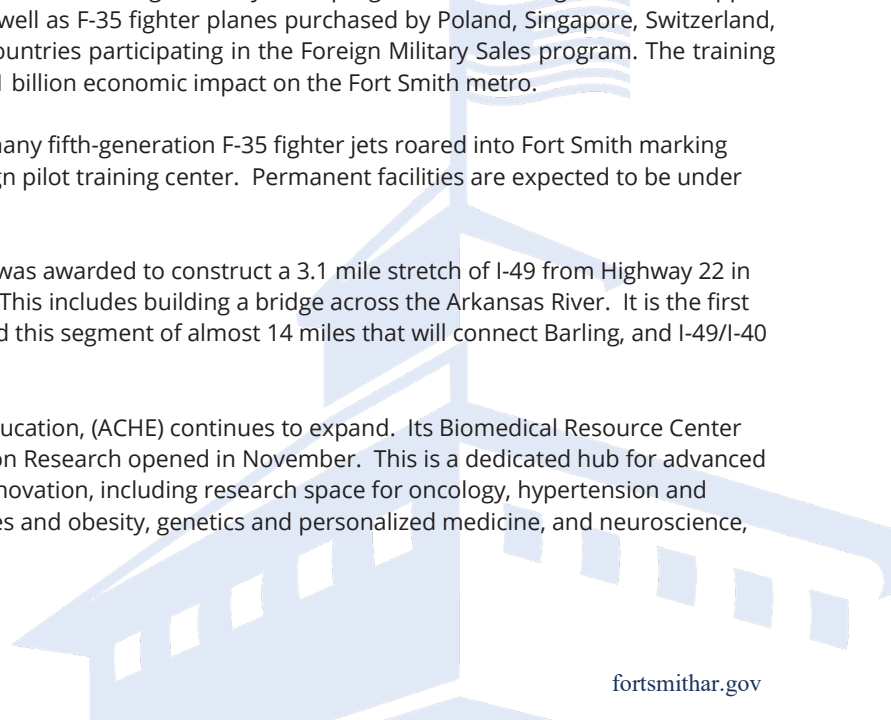 well as F-35 fighter planes purchased by Poland, Singapore, Switzerland,
ountries participating in the Foreign Military Sales program. The training
billion economic impact on the Fort Smith metro.
many fifth-generation F-35 fighter jets roared into Fort Smith marking
gn pilot training center. Permanent facilities are expected to be under
was awarded to construct a 3.1 mile stretch of I-49 from Highway 22 in
This includes building a bridge across the Arkansas River. It is the first
d this segment of almost 14 miles that will connect Barling, and I-49/I-40
ucation, (ACHE) continues to expand. Its Biomedical Resource Center
on Research opened in November. This is a dedicated hub for advanced
novation, including research space for oncology, hypertension and
es and obesity, genetics and personalized medicine, and neuroscience,
fortsmithar.gov